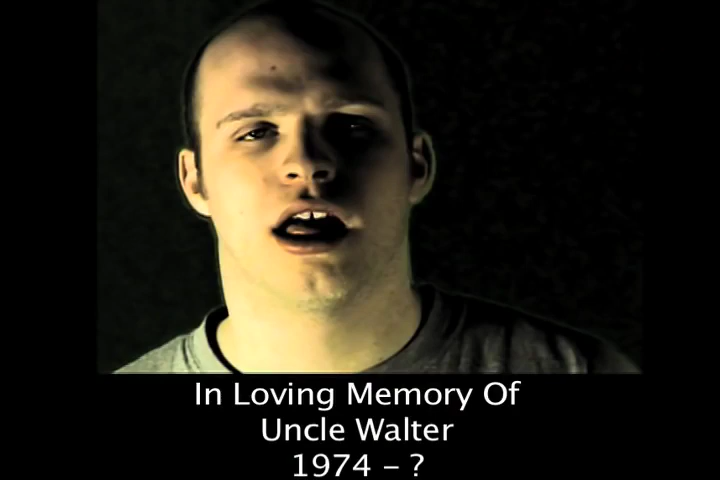 In Loving Memory Of
Uncle Walter
1974 – ?